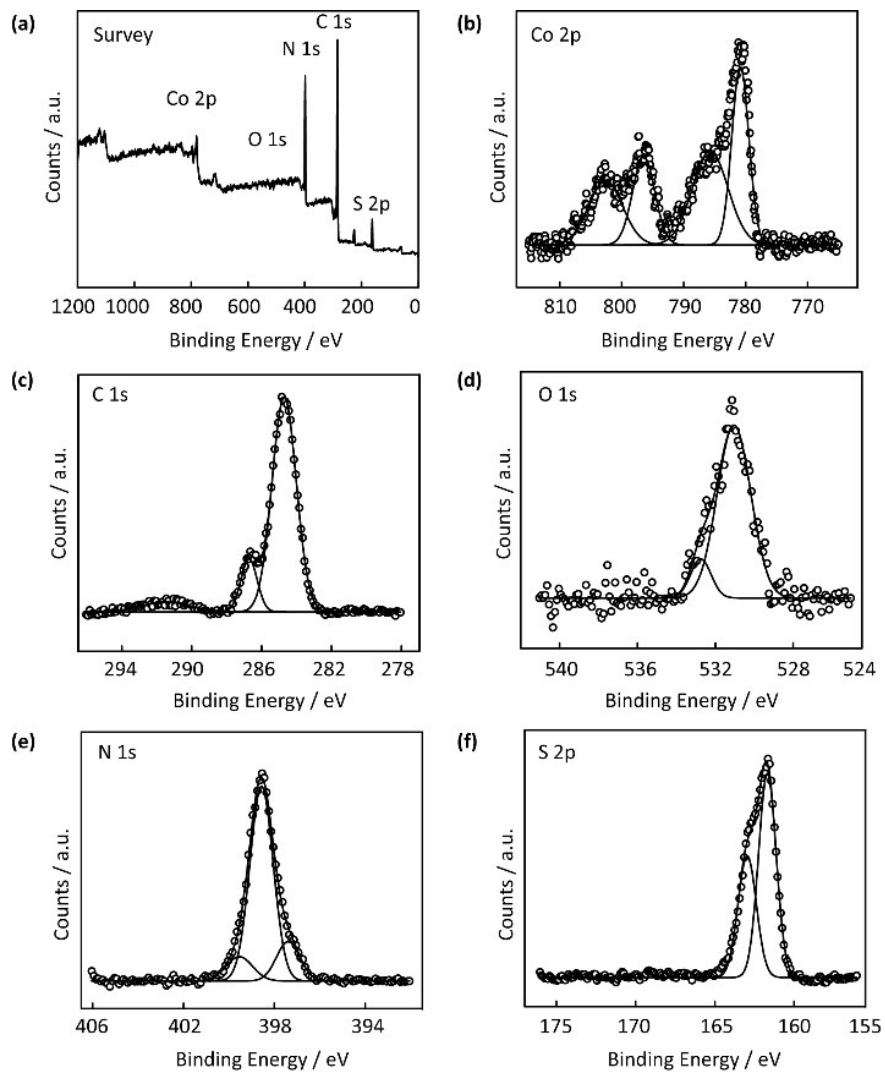 (a)
Survey
C 1s
N 1s
Co 2p
O 1s
S 2p
Counts / a.u.
1200 1000 800 600 400 200 0
Binding Energy / eV
(b)
Co 2p
Counts / a.u.
810 800 790 780 770
Binding Energy / eV
(c)
C 1s
Counts / a.u.
294 290 286 282 278
Binding Energy / eV
(d)
O 1s
Counts / a.u.
540 536 532 528 524
Binding Energy / eV
(e)
N 1s
Counts / a.u.
406 402 398 394
Binding Energy / eV
(f)
S 2p
Counts / a.u.
175 170 165 160 155
Binding Energy / eV